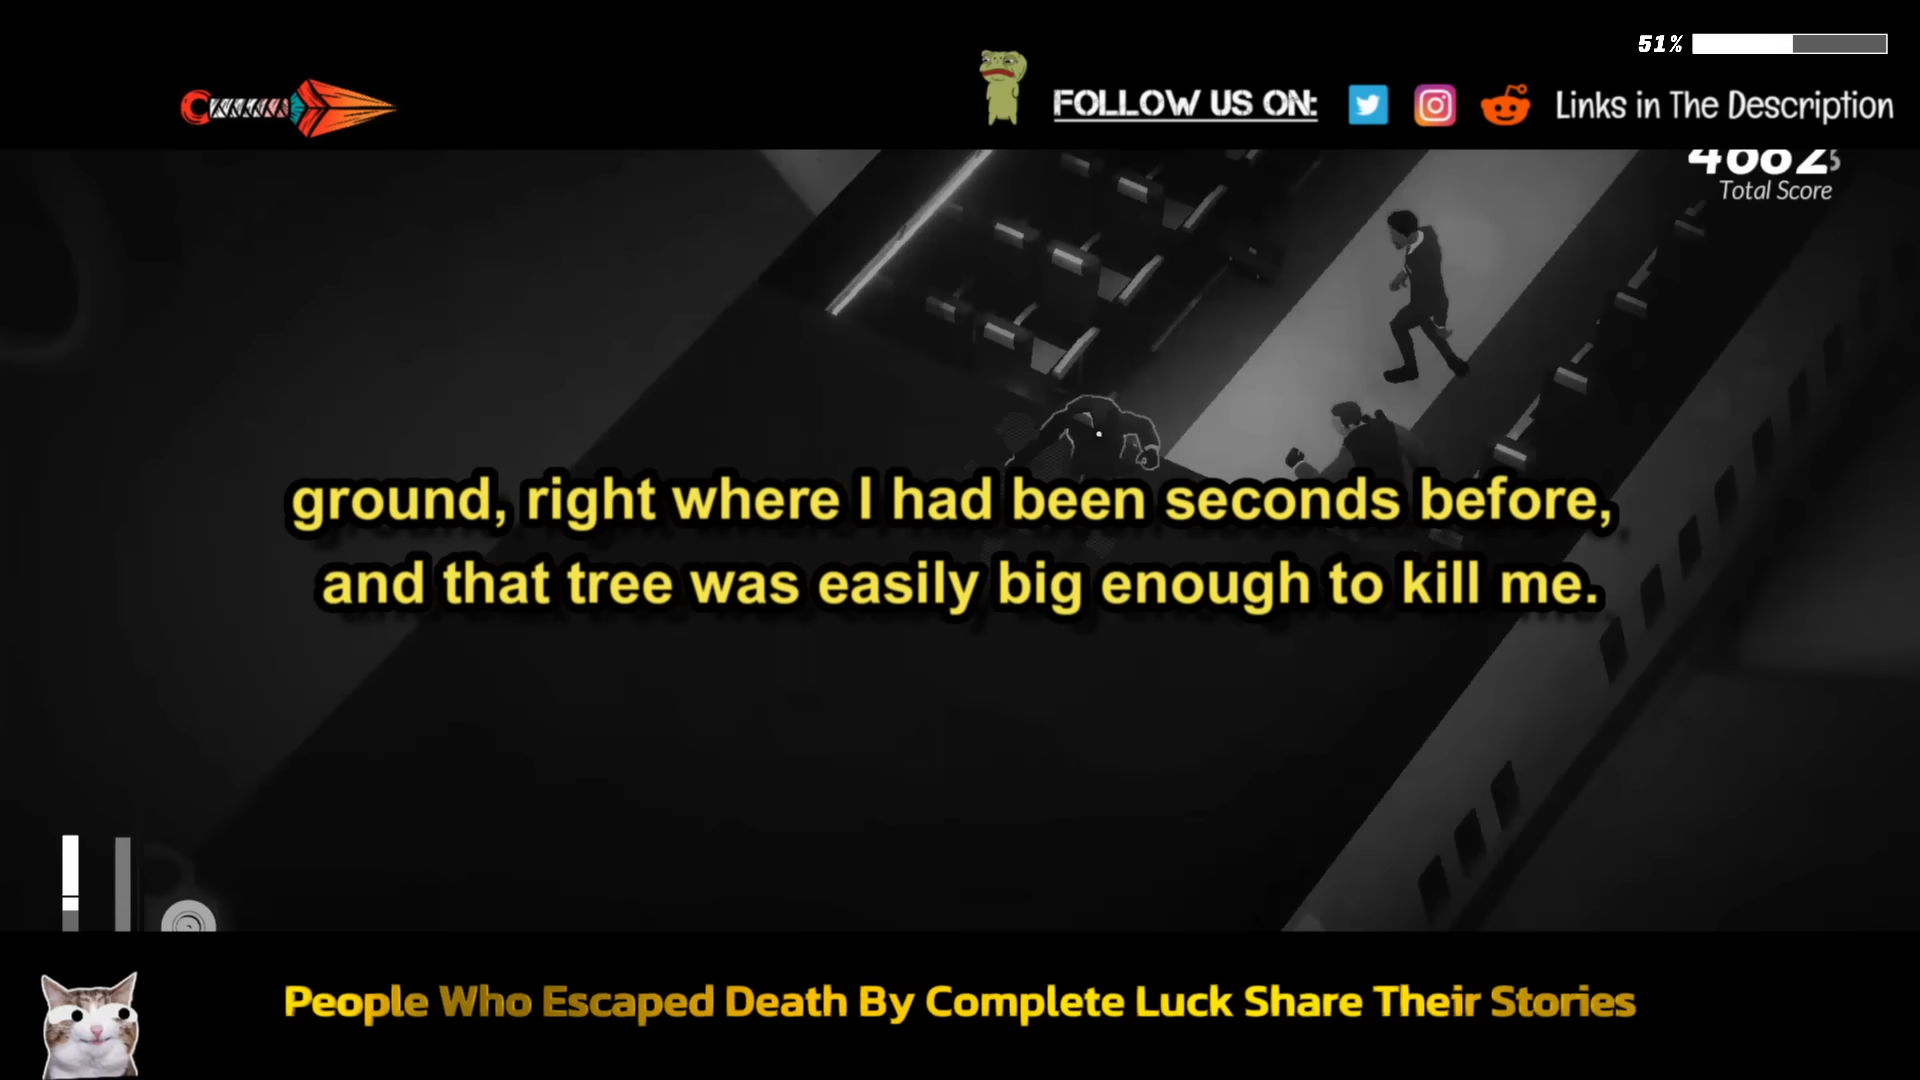 51%
FOLLOW US ON:
Links in The Description
46825
Total Score
ground, right where I had been seconds before,
and that tree was easily big enough to kill me.
People Who Escaped Death By Complete Luck Share Their Stories